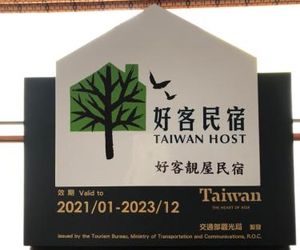 好客民宿
TAIWAN HOST
好客靚屋民宿
效期 Valid to
2021/01-2023/12
Taiwan
THE HEART OF ASIA
交通部觀光局 製發
issued by the Tourism Bureau, Ministry of Transportation and Communications, R.O.C.